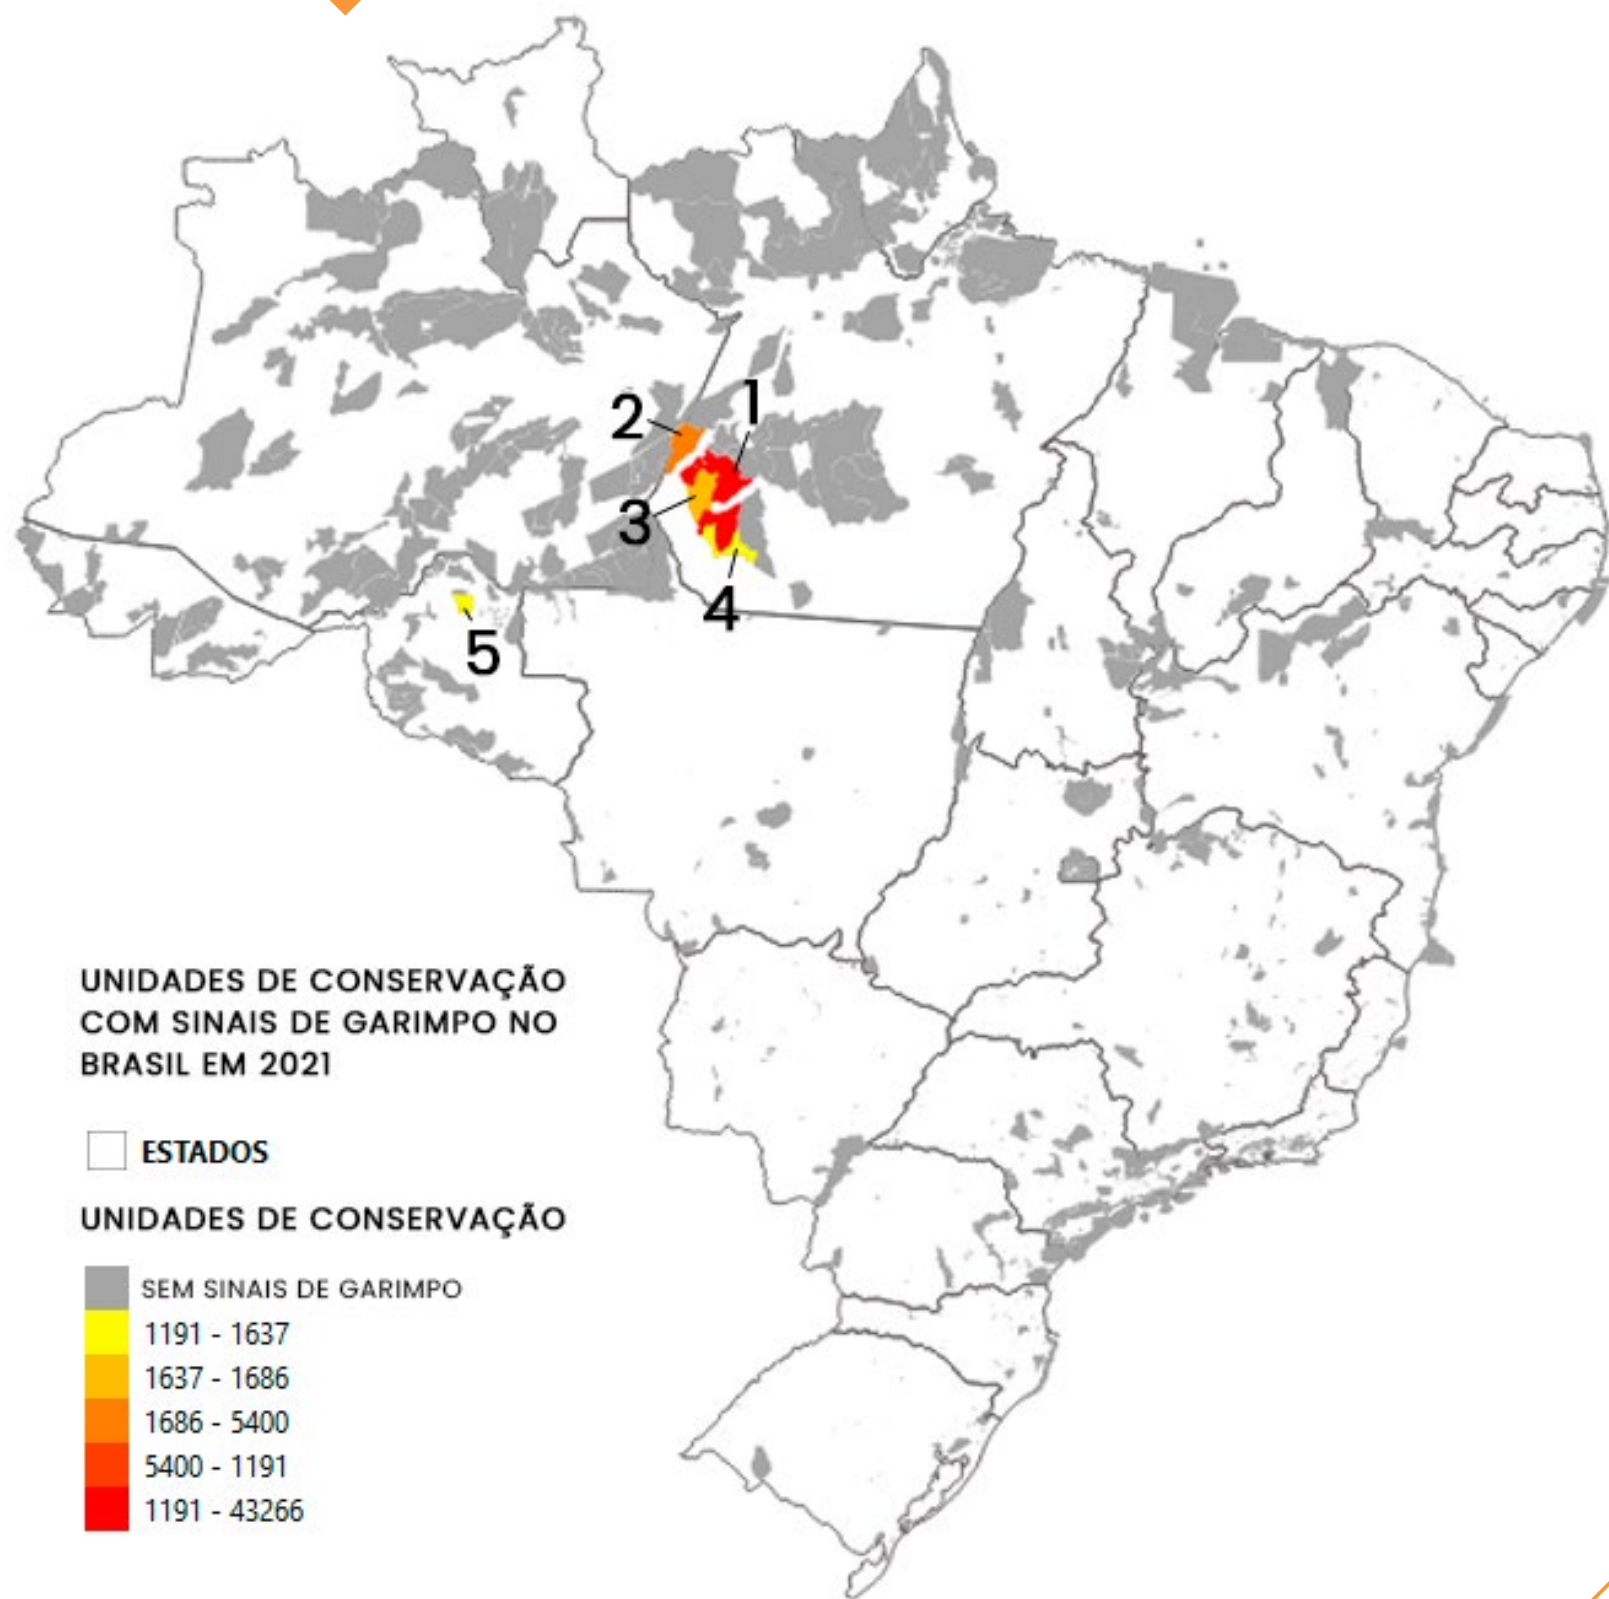 1
2
3
4
5
UNIDADES DE CONSERVAÇÃO
COM SINAIS DE GARIMPO NO
BRASIL EM 2021
ESTADOS
UNIDADES DE CONSERVAÇÃO
SEM SINAIS DE GARIMPO
1191 - 1637
1637 - 1686
1686 - 5400
5400 - 1191
1191 - 43266